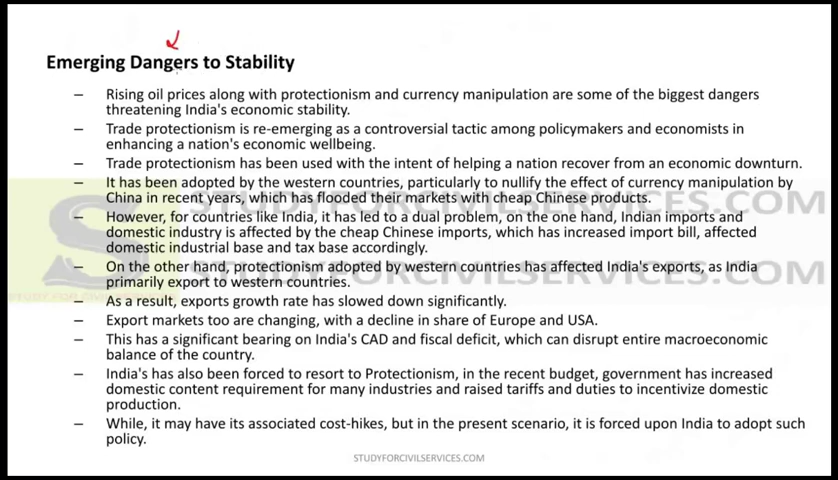 Emerging Dangers to Stability
– Rising oil prices along with protectionism and currency manipulation are some of the biggest dangers
threatening India's economic stability.
– Trade protectionism is re-emerging as a controversial tactic among policymakers and economists in
enhancing a nation's economic wellbeing.
– Trade protectionism has been used with the intent of helping a nation recover from an economic downturn.
– It has been adopted by the western countries, particularly to nullify the effect of currency manipulation by
China in recent years, which has flooded their markets with cheap Chinese products.
STUDYFORCIVILSERVICES.COM
– However, for countries like India, it has led to a dual problem, on the one hand, Indian imports and
domestic industry is affected by the cheap Chinese imports, which has increased import bill, affected
domestic industrial base and tax base accordingly.
– On the other hand, protectionism adopted by western countries has affected India's exports, as India
primarily export to western countries.
STUDYFORCIVILSERVICES.COM
– As a result, exports growth rate has slowed down significantly.
– Export markets too are changing, with a decline in share of Europe and USA.
– This has a significant bearing on India's CAD and fiscal deficit, which can disrupt entire macroeconomic
balance of the country.
– India's has also been forced to resort to Protectionism, in the recent budget, government has increased
domestic content requirement for many industries and raised tariffs and duties to incentivize domestic
production.
– While, it may have its associated cost-hikes, but in the present scenario, it is forced upon India to adopt such
policy.
STUDYFORCIVILSERVICES.COM